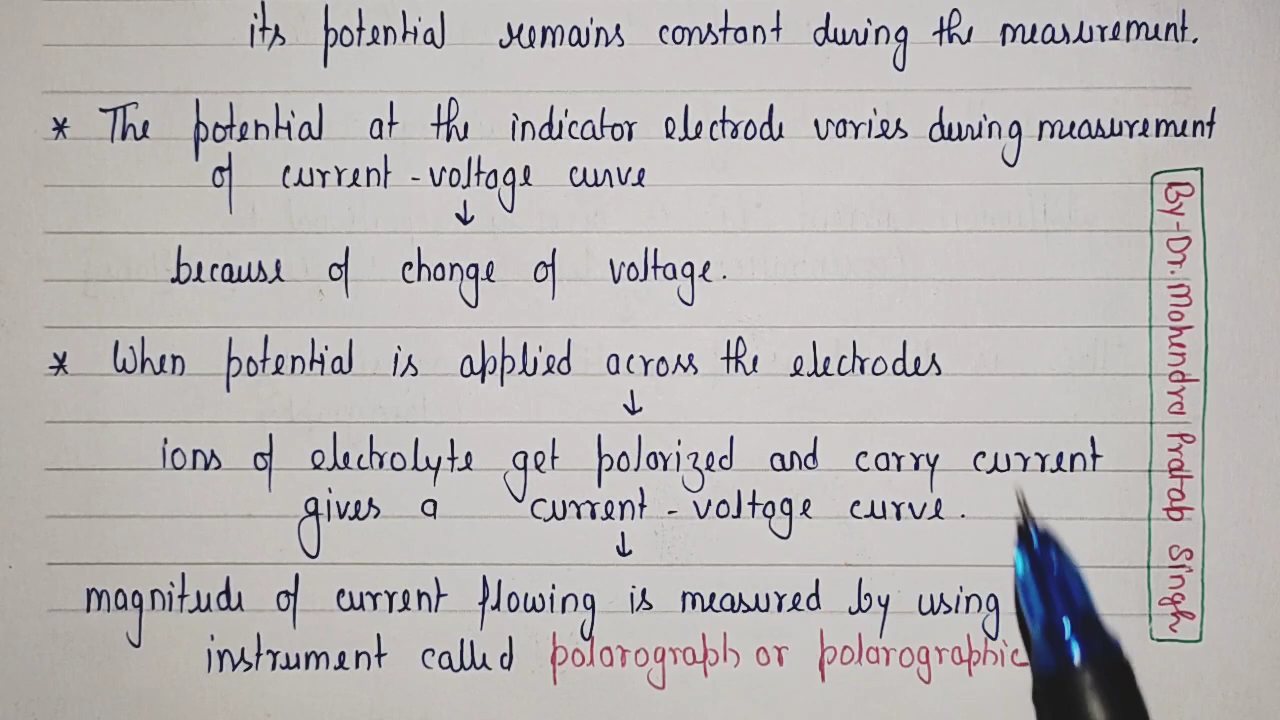 its potential remains constant during the measurement.
* The potential at the indicator electrode varies during measurement
of current-voltage curve
↓
because of change of voltage.
* When potential is applied across the electrodes
↓
ions of electrolyte get polarized and carry current
gives a current-voltage curve.
↓
magnitude of current flowing is measured by using
instrument called polarograph or polarographic
By-Dr. Mahendra Pratap Singh